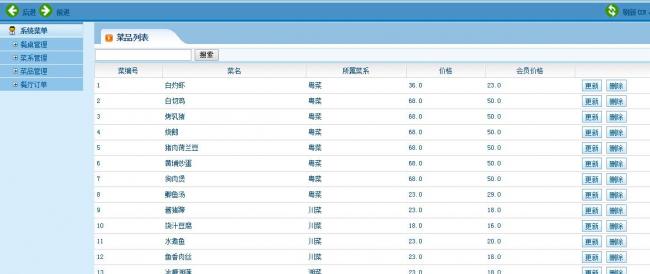 后退 前进 刷新
系统菜单
餐桌管理
菜系管理
菜品管理
餐厅订单
菜品列表
搜索
菜编号 菜名 所属菜系 价格 会员价格
1 白灼虾 粤菜 36.0 23.0 更新 删除
2 白切鸡 粤菜 68.0 50.0 更新 删除
3 烤乳猪 粤菜 68.0 50.0 更新 删除
4 烧鹅 粤菜 68.0 50.0 更新 删除
5 猪肉荷兰豆 粤菜 68.0 50.0 更新 删除
6 黄埔炒蛋 粤菜 68.0 50.0 更新 删除
7 狗肉煲 粤菜 68.0 50.0 更新 删除
8 鲫鱼汤 粤菜 23.0 29.0 更新 删除
9 酱猪蹄 川菜 23.0 18.0 更新 删除
10 浇汁豆腐 川菜 18.0 16.0 更新 删除
11 水煮鱼 川菜 23.0 20.0 更新 删除
12 鱼香肉丝 川菜 23.0 18.0 更新 删除
13 23.0 18.0 更新 删除